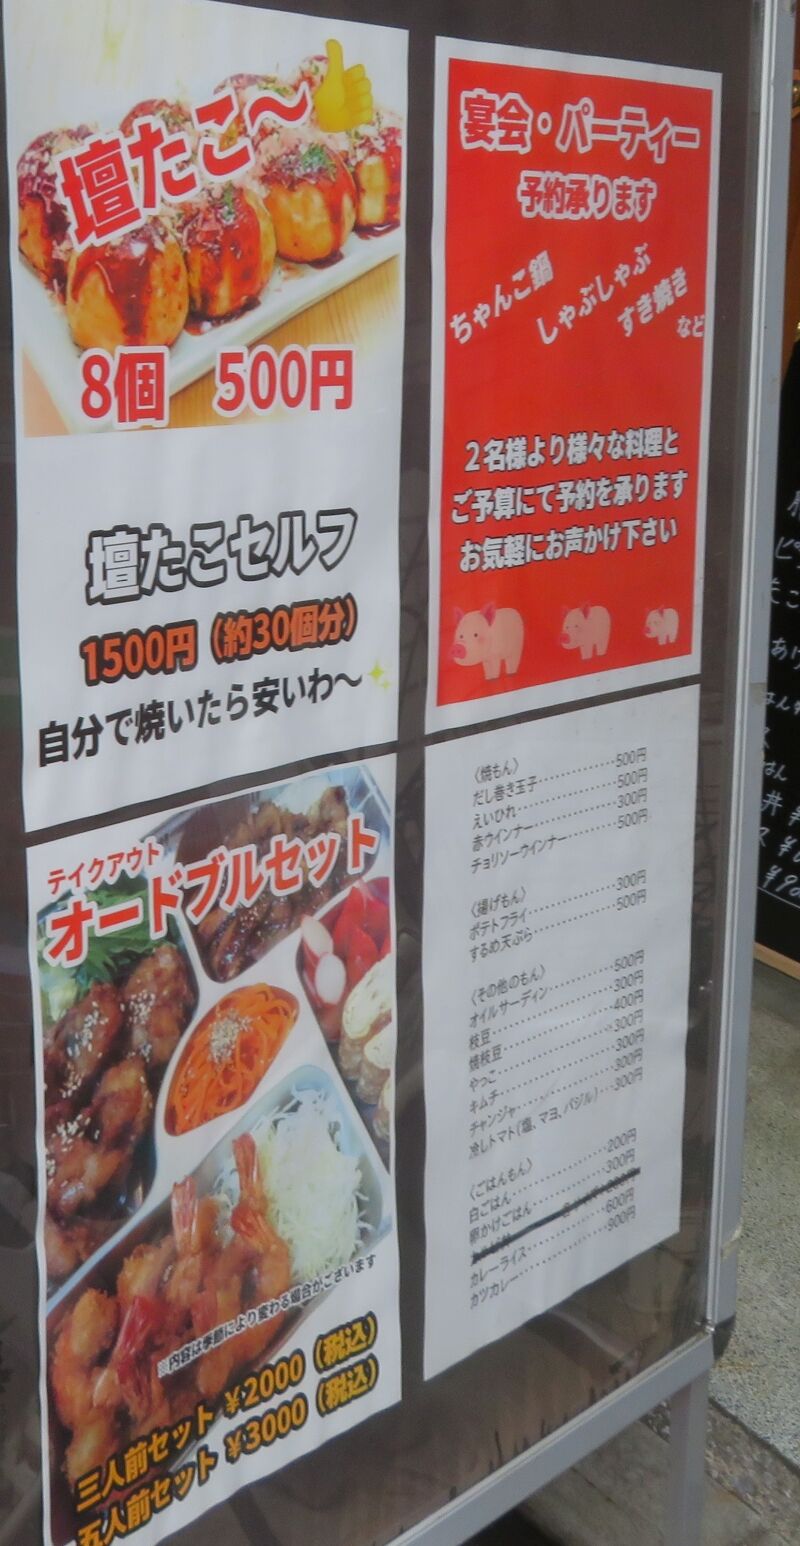 壇たこ〜
8個 500円
壇たこセルフ
1500円（約30個分）
自分で焼いたら安いわ〜
宴会・パーティー
予約承ります
ちゃんこ鍋
しゃぶしゃぶ
すき焼き
など
２名様より様々な料理と
ご予算にて予約を承ります
お気軽にお声かけ下さい
テイクアウト
オードブルセット
※内容は季節により変わる場合がございます
三人前セット ￥2000（税込）
五人前セット ￥3000（税込）
〈焼もん〉
だし巻き玉子 500円
えいひれ 500円
赤ウインナー 300円
チョリソーウインナー 500円
〈揚げもん〉
ポテトフライ 300円
するめ天ぷら 500円
〈その他のもん〉
オイルサーディン 500円
枝豆 300円
焼枝豆 400円
やっこ 300円
キムチ 300円
チャンジャ 300円
冷しトマト（塩、マヨ、バジル） 300円
〈ごはんもん〉
白ごはん 200円
卵かけごはん 300円
カレーライス 600円
カツカレー 900円